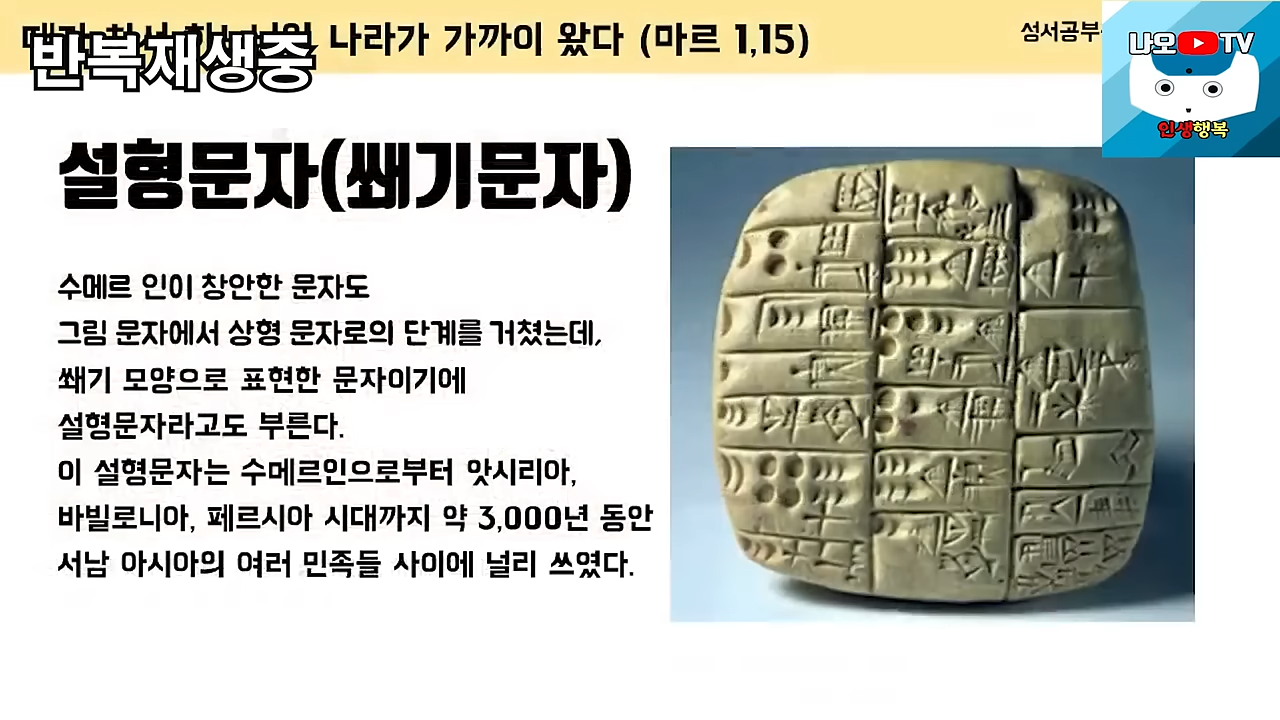 나라가 가까이 왔다 (마르 1,15)
성서공부
반복재생중
나오 TV
인생행복
설형문자(쐐기문자)
수메르 인이 창안한 문자도
그림 문자에서 상형 문자로의 단계를 거쳤는데,
쐐기 모양으로 표현한 문자이기에
설형문자라고도 부른다.
이 설형문자는 수메르인으로부터 앗시리아,
바빌로니아, 페르시아 시대까지 약 3,000년 동안
서남 아시아의 여러 민족들 사이에 널리 쓰였다.